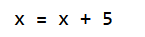 x = x + 5